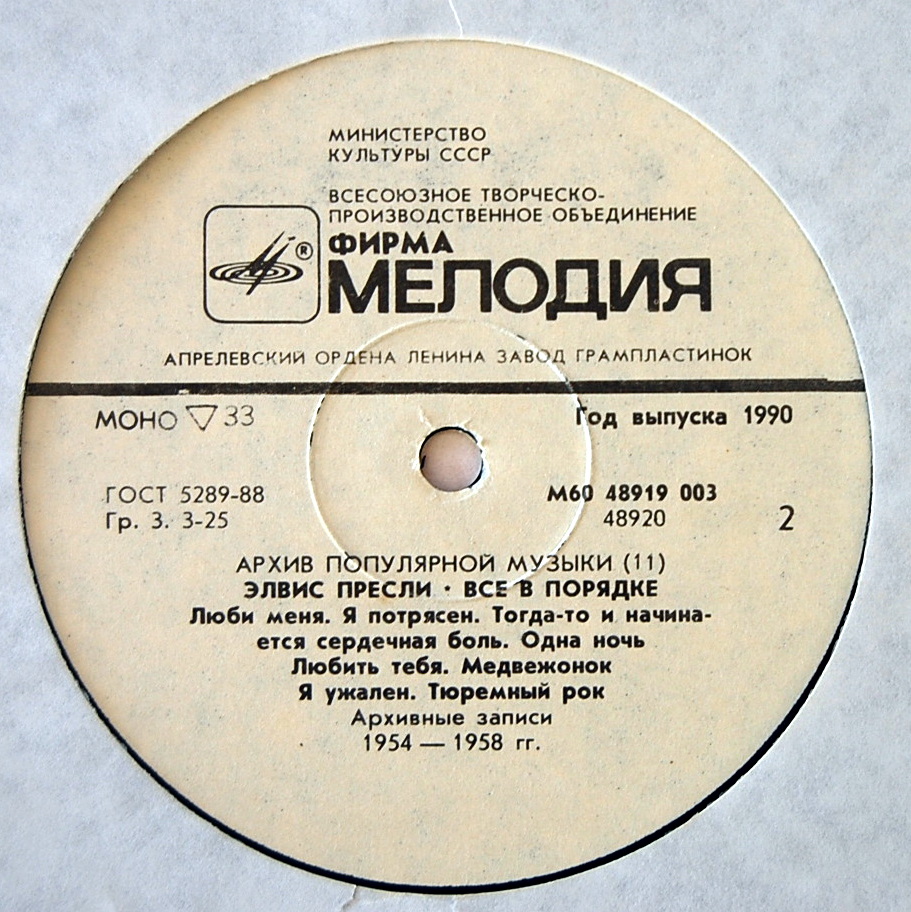 МИНИСТЕРСТВО
КУЛЬТУРЫ СССР
ВСЕСОЮЗНОЕ ТВОРЧЕСКО-
ПРОИЗВОДСТВЕННОЕ ОБЪЕДИНЕНИЕ
®
ФИРМА
МЕЛОДИЯ
АПРЕЛЕВСКИЙ ОРДЕНА ЛЕНИНА ЗАВОД ГРАМПЛАСТИНОК
МОНО ▽ 33
Год выпуска 1990
ГОСТ 5289-88
Гр. 3. 3-25
М60 48919 003
48920
2
АРХИВ ПОПУЛЯРНОЙ МУЗЫКИ (11)
ЭЛВИС ПРЕСЛИ · ВСЕ В ПОРЯДКЕ
Люби меня. Я потрясен. Тогда-то и начина-
ется сердечная боль. Одна ночь
Любить тебя. Медвежонок
Я ужален. Тюремный рок
Архивные записи
1954 — 1958 гг.